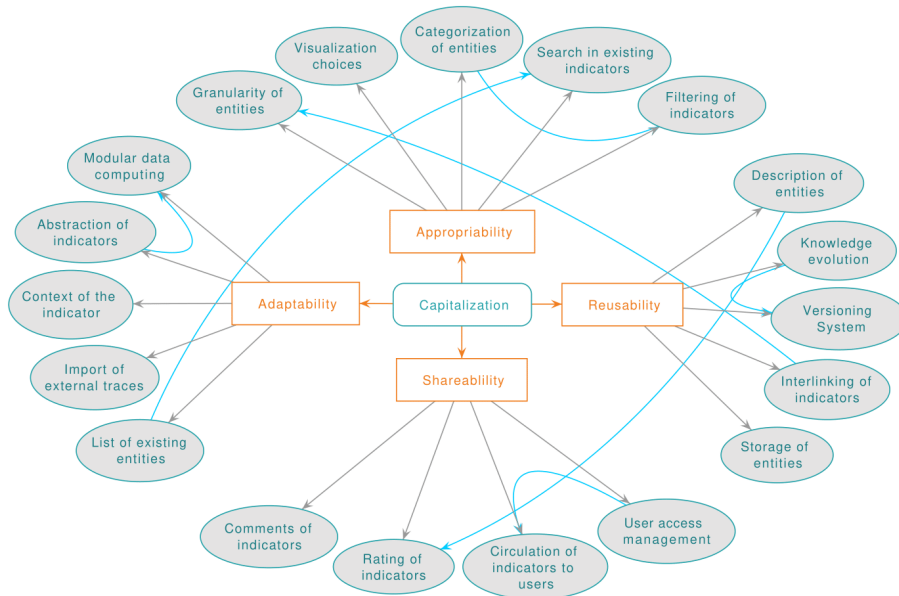 Categorization
of entities
Visualization
choices
Search in existing
indicators
Granularity of
entities
Filtering of
indicators
Modular data
computing
Description of
entities
Abstraction of
indicators
Appropriability
Knowledge
evolution
Context of the
indicator
Adaptability
Capitalization
Reusability
Versioning
System
Import of
external traces
Shareablility
Interlinking of
indicators
List of existing
entities
Storage of
entities
Comments of
indicators
Rating of
indicators
Circulation of
indicators to
users
User access
management